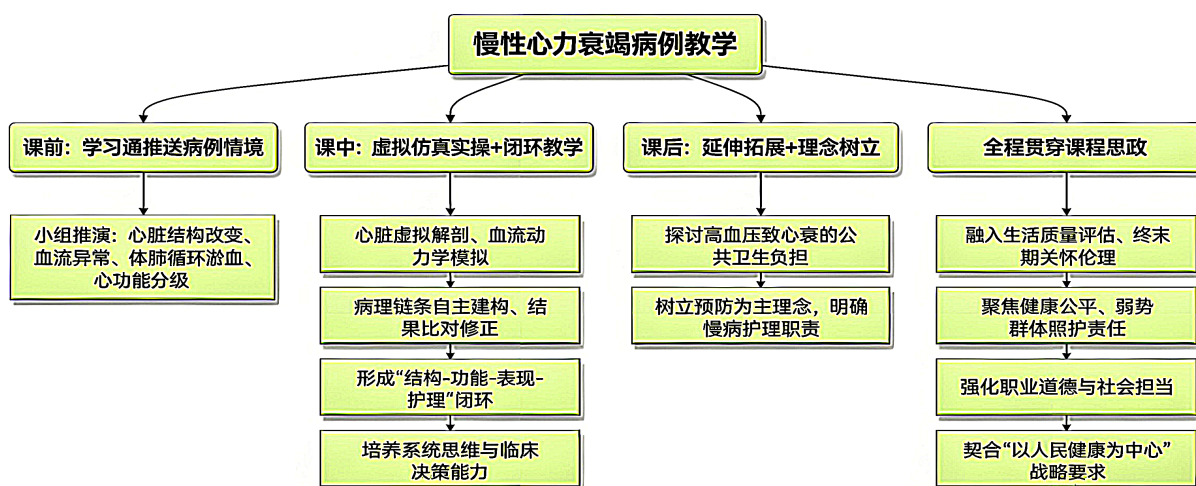 慢性心力衰竭病例教学
课前：学习通推送病例情境
课中：虚拟仿真实操+闭环教学
课后：延伸拓展+理念树立
全程贯穿课程思政
小组推演：心脏结构改变、
血流异常、体肺循环淤血、
心功能分级
心脏虚拟解剖、血流动
力学模拟
病理链条自主建构、结
果比对修正
形成“结构-功能-表现-
护理”闭环
培养系统思维与临床
决策能力
探讨高血压致心衰的公
共卫生负担
树立预防为主理念，明确
慢病护理职责
融入生活质量评估、终末
期关怀伦理
聚焦健康公平、弱势
群体照护责任
强化职业道德与社会担当
契合“以人民健康为中心”
战略要求